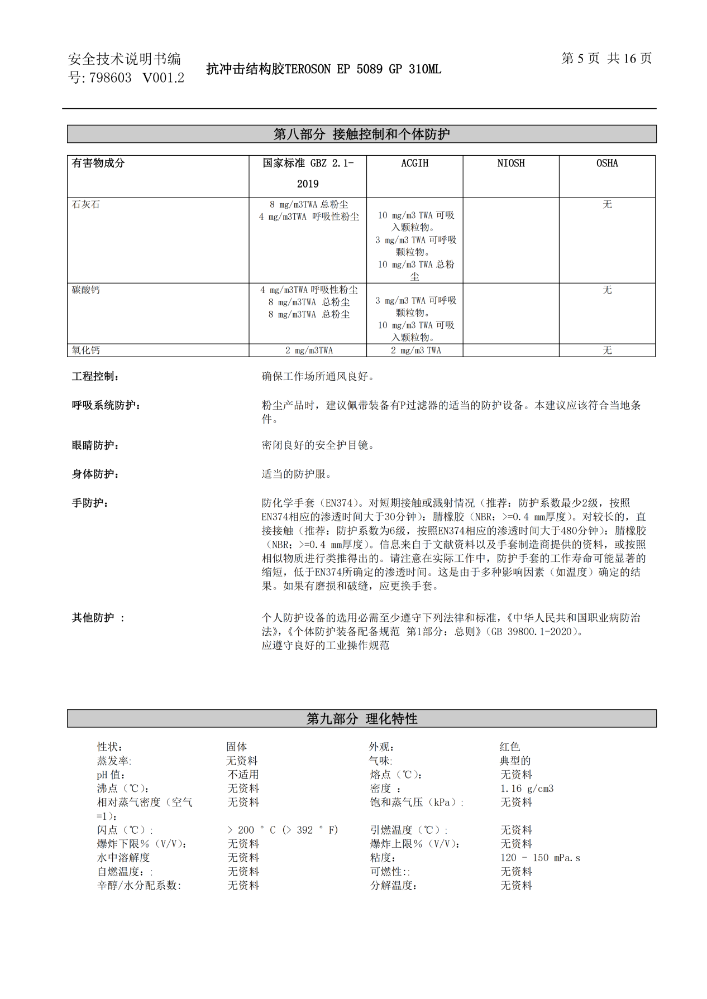 安全技术说明书编
号: 798603 V001.2
抗冲击结构胶TEROSON EP 5089 GP 310ML
第 5 页 共 16 页
第八部分 接触控制和个体防护
有害物成分
国家标准 GBZ 2.1-
2019
ACGIH
NIOSH
OSHA
石灰石
8 mg/m3TWA 总粉尘
4 mg/m3TWA 呼吸性粉尘
10 mg/m3 TWA 可吸
入颗粒物。
3 mg/m3 TWA 可呼吸
颗粒物。
10 mg/m3 TWA 总粉
尘
无
碳酸钙
4 mg/m3TWA 呼吸性粉尘
8 mg/m3TWA 总粉尘
8 mg/m3TWA 总粉尘
3 mg/m3 TWA 可呼吸
颗粒物。
10 mg/m3 TWA 可吸
入颗粒物。
无
氧化钙
2 mg/m3TWA
2 mg/m3 TWA
无
工程控制:
确保工作场所通风良好。
呼吸系统防护:
粉尘产品时，建议佩带装备有P过滤器的适当的防护设备。本建议应该符合当地条
件。
眼睛防护:
密闭良好的安全护目镜。
身体防护:
适当的防护服。
手防护:
防化学手套（EN374）。对短期接触或溅射情况（推荐：防护系数最少2级，按照
EN374相应的渗透时间大于30分钟）：腈橡胶（NBR；>=0.4 mm厚度）。对较长的，直
接接触（推荐：防护系数为6级，按照EN374相应的渗透时间大于480分钟）：腈橡胶
（NBR；>=0.4 mm厚度）。信息来自于文献资料以及手套制造商提供的资料，或按照
相似物质进行类推得出的。请注意在实际工作中，防护手套的工作寿命可能显著的
缩短，低于EN374所确定的渗透时间。这是由于多种影响因素（如温度）确定的结
果。如果有磨损和破缝，应更换手套。
其他防护 :
个人防护设备的选用必需至少遵守下列法律和标准，《中华人民共和国职业病防治
法》，《个体防护装备配备规范 第1部分：总则》（GB 39800.1-2020）。
应遵守良好的工业操作规范
第九部分 理化特性
性状: 固体 外观: 红色
蒸发率: 无资料 气味: 典型的
pH 值: 不适用 熔点（℃）: 无资料
沸点（℃）: 无资料 密度 : 1.16 g/cm3
相对蒸气密度（空气 无资料 饱和蒸气压（kPa）: 无资料
=1）:
闪点（℃）: > 200 ° C (> 392 ° F) 引燃温度（℃）: 无资料
爆炸下限％（V/V）: 无资料 爆炸上限％（V/V）: 无资料
水中溶解度 无资料 粘度: 120 - 150 mPa.s
自燃温度: : 无资料 可燃性:: 无资料
辛醇/水分配系数: 无资料 分解温度: 无资料